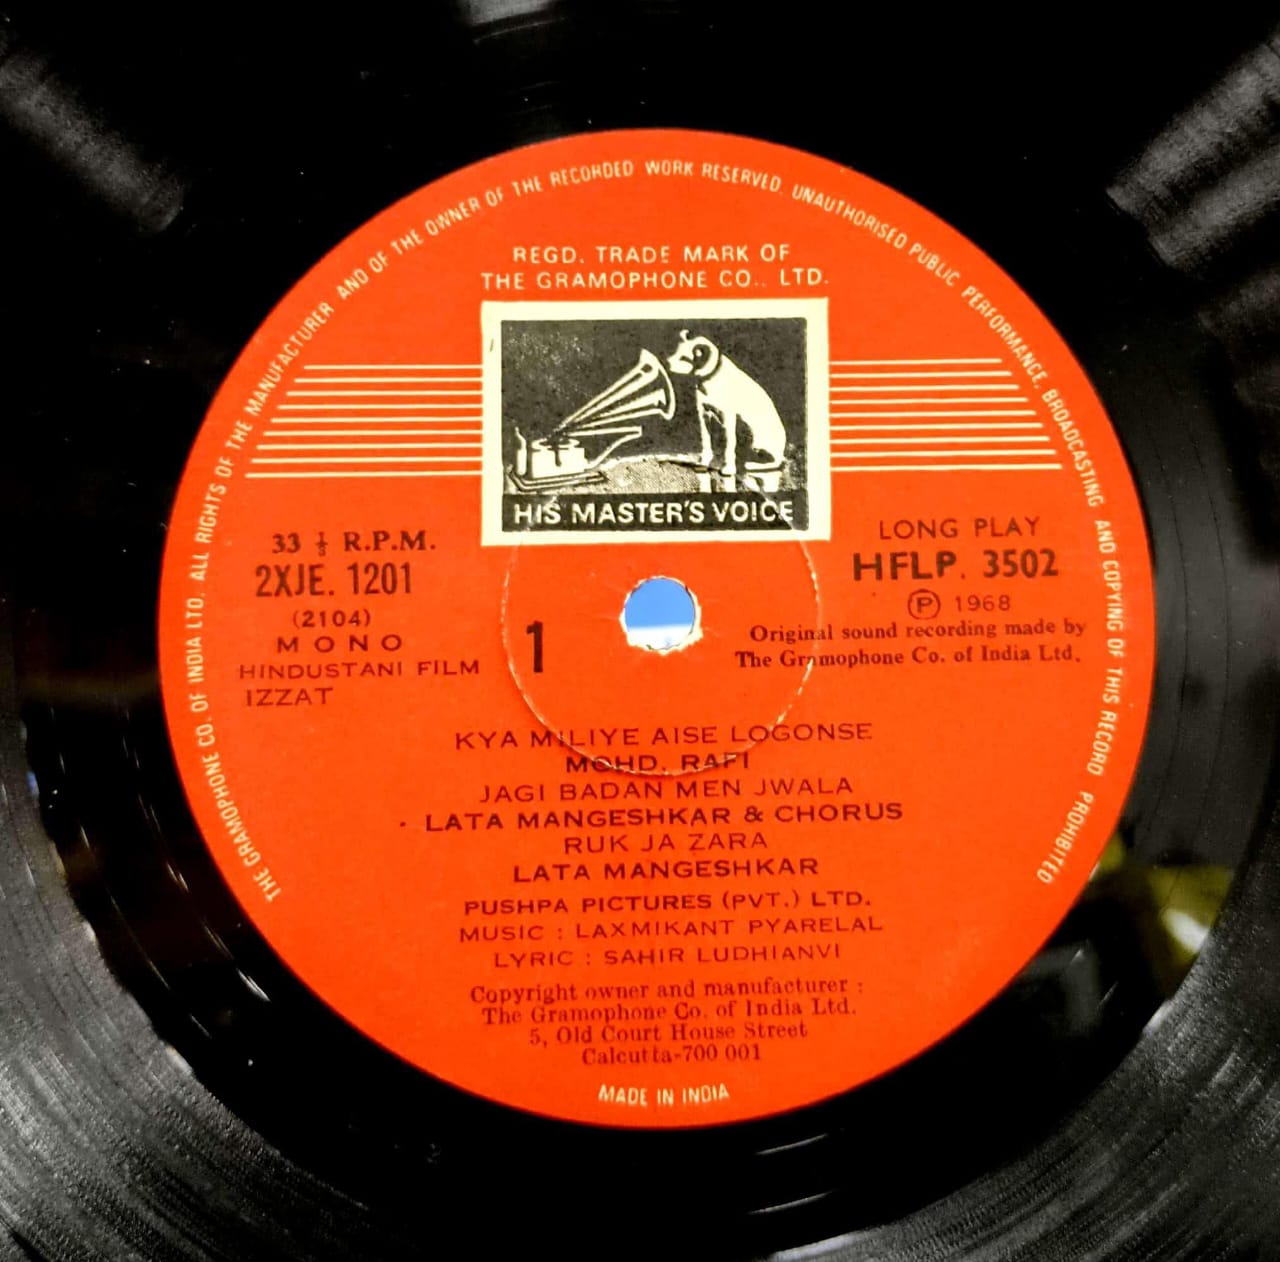 THE GRAMOPHONE CO. OF INDIA LTD. ALL RIGHTS OF THE MANUFACTURER AND OF THE OWNER OF THE RECORDED WORK RESERVED. UNAUTHORISED PUBLIC PERFORMANCE, BROADCASTING AND COPYING OF THIS RECORD PROHIBITED
REGD. TRADE MARK OF
THE GRAMOPHONE CO., LTD.
HIS MASTER'S VOICE
33 ⅓ R.P.M.
2XJE. 1201
(2104)
MONO
HINDUSTANI FILM
IZZAT
1
LONG PLAY
HFLP. 3502
Ⓟ 1968
Original sound recording made by
The Gramophone Co. of India Ltd.
KYA MILIYE AISE LOGONSE
MOHD. RAFI
JAGI BADAN MEN JWALA
LATA MANGESHKAR & CHORUS
RUK JA ZARA
LATA MANGESHKAR
PUSHPA PICTURES (PVT.) LTD.
MUSIC : LAXMIKANT PYARELAL
LYRIC : SAHIR LUDHIANVI
Copyright owner and manufacturer :
The Gramophone Co. of India Ltd.
5, Old Court House Street
Calcutta-700 001
MADE IN INDIA